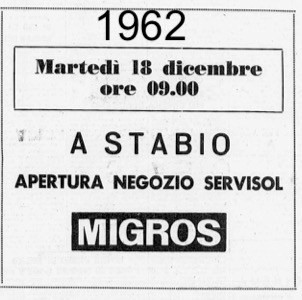 1962
Martedì 18 dicembre
ore 09.00
A STABIO
APERTURA NEGOZIO SERVISOL
MIGROS